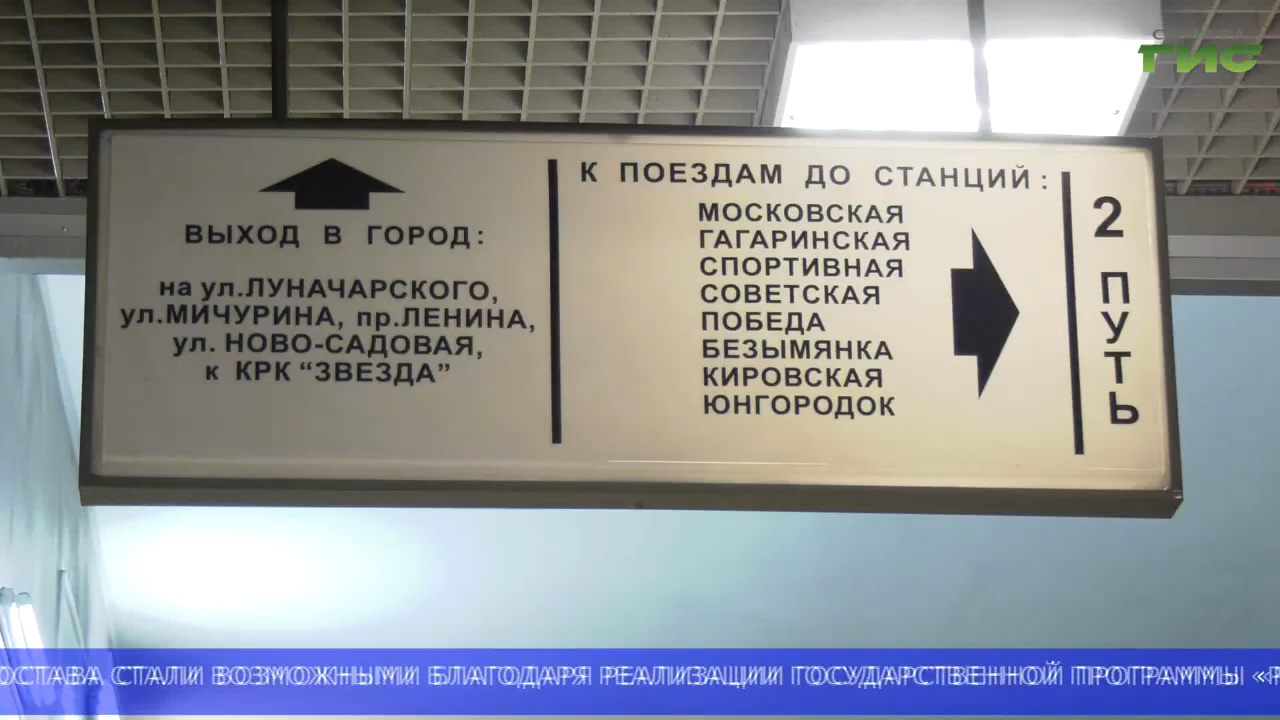 САМАРА
ГИС
ВЫХОД В ГОРОД:
на ул.ЛУНАЧАРСКОГО,
ул.МИЧУРИНА, пр.ЛЕНИНА,
ул. НОВО-САДОВАЯ,
к КРК “ЗВЕЗДА”
К ПОЕЗДАМ ДО СТАНЦИЙ:
МОСКОВСКАЯ
ГАГАРИНСКАЯ
СПОРТИВНАЯ
СОВЕТСКАЯ
ПОБЕДА
БЕЗЫМЯНКА
КИРОВСКАЯ
ЮНГОРОДОК
2 ПУТЬ
СТАЛИ ВОЗМОЖНЫМИ БЛАГОДАРЯ РЕАЛИЗАЦИИ ГОСУДАРСТВЕННОЙ ПРОГРАММЫ